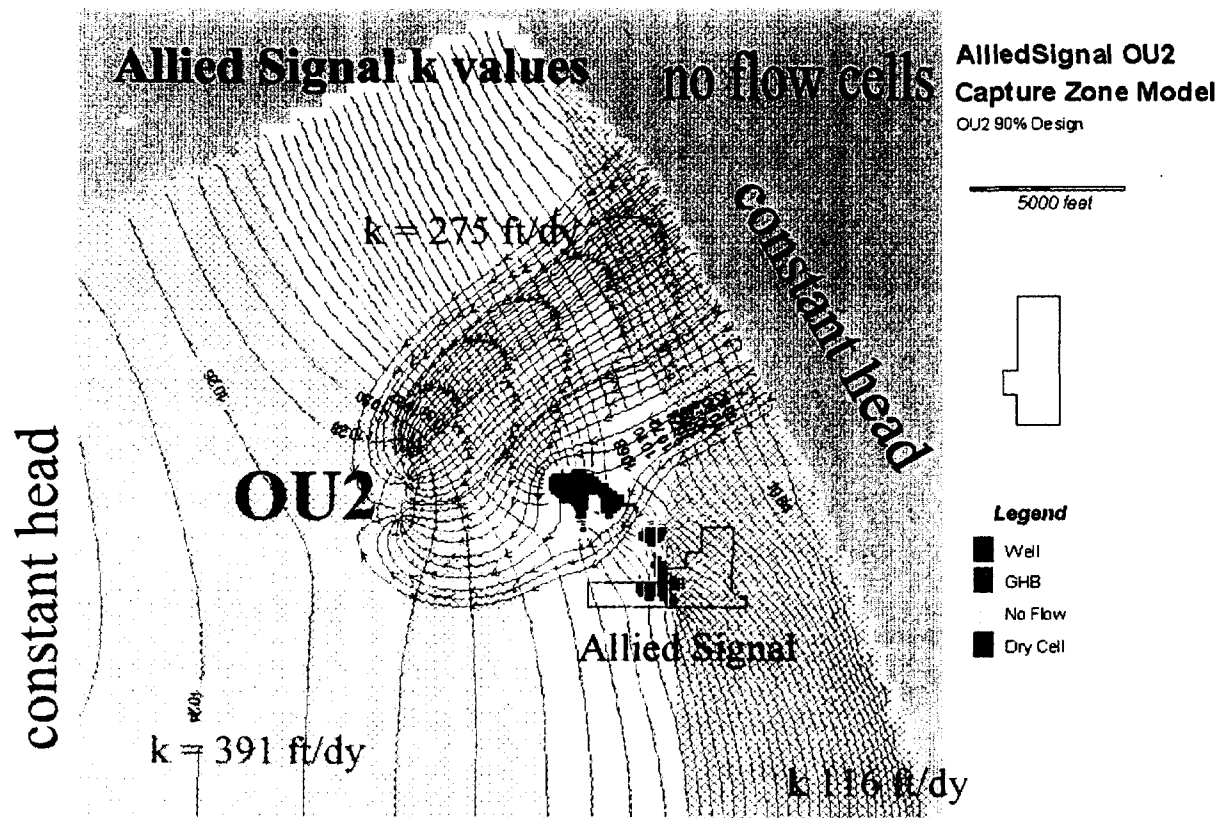 Allied Signal k values
no flow cells
AlliedSignal OU2
Capture Zone Model
OU2 90% Design
5000 feet
k = 275 ft/dy
constant head
OU2
constant head
Legend
Well
GHB
No Flow
Dry Cell
Allied Signal
k = 391 ft/dy
k 116 ft/dy